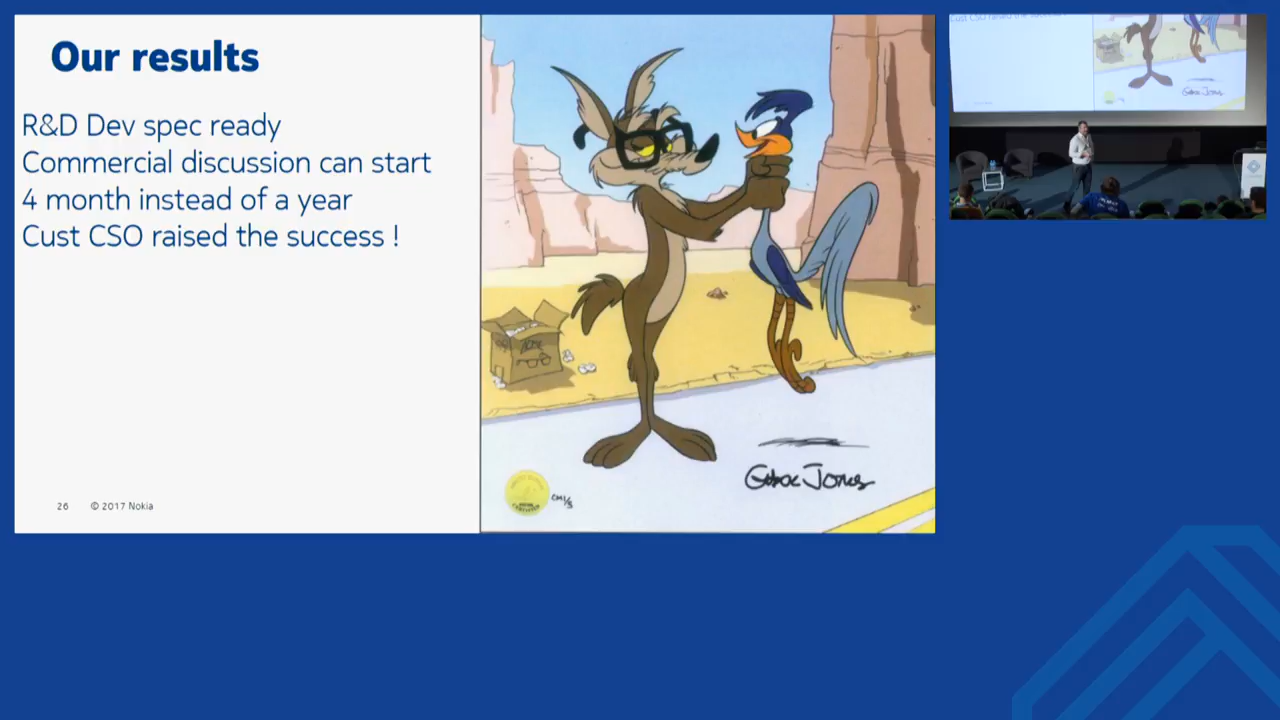 Our results
R&D Dev spec ready
Commercial discussion can start
4 month instead of a year
Cust CSO raised the success !
26 © 2017 Nokia
Chuck Jones